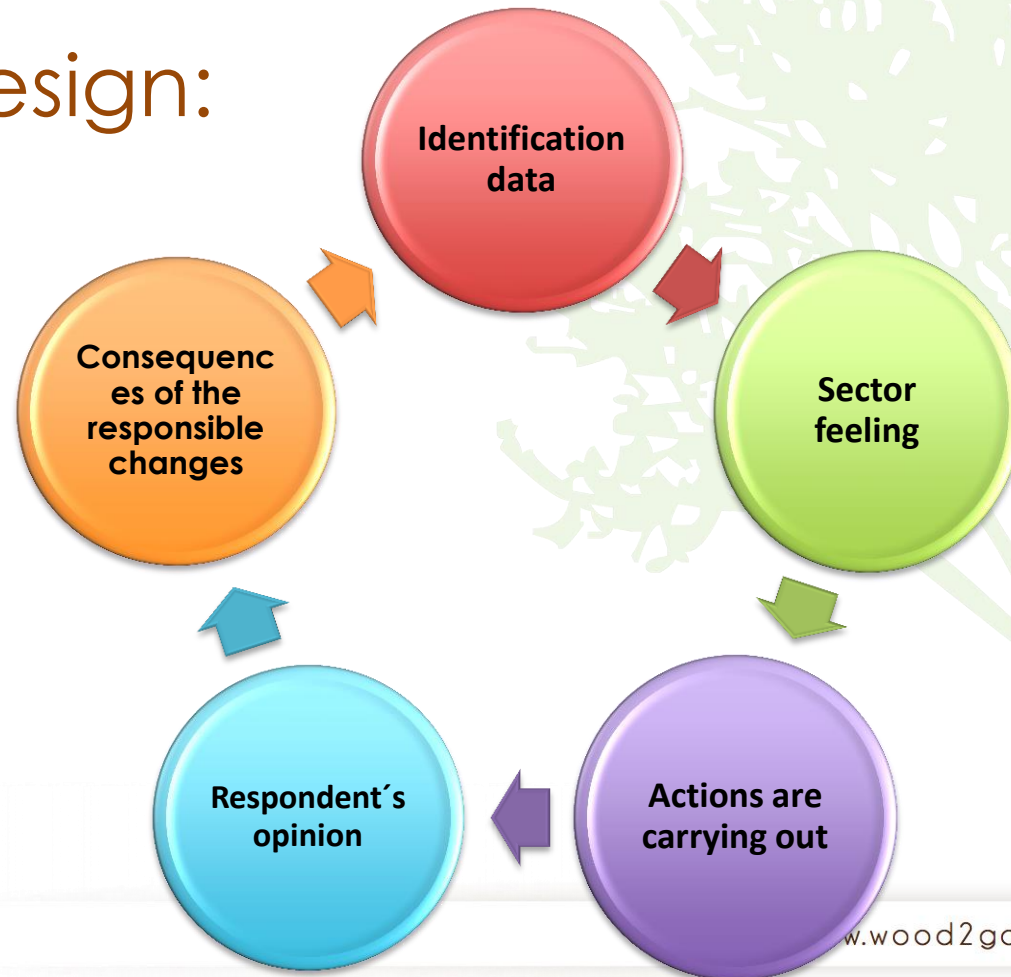 esign:
Identification
data
Sector
feeling
Actions are
carrying out
Respondent´s
opinion
Consequenc
es of the
responsible
changes
w.wood2go